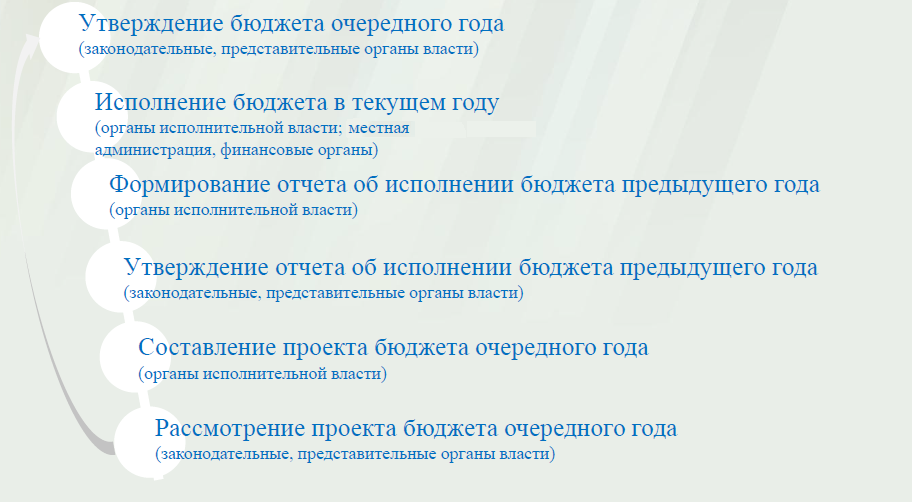 Утверждение бюджета очередного года
(законодательные, представительные органы власти)
Исполнение бюджета в текущем году
(органы исполнительной власти; местная
администрация, финансовые органы)
Формирование отчета об исполнении бюджета предыдущего года
(органы исполнительной власти)
Утверждение отчета об исполнении бюджета предыдущего года
(законодательные, представительные органы власти)
Составление проекта бюджета очередного года
(органы исполнительной власти)
Рассмотрение проекта бюджета очередного года
(законодательные, представительные органы власти)